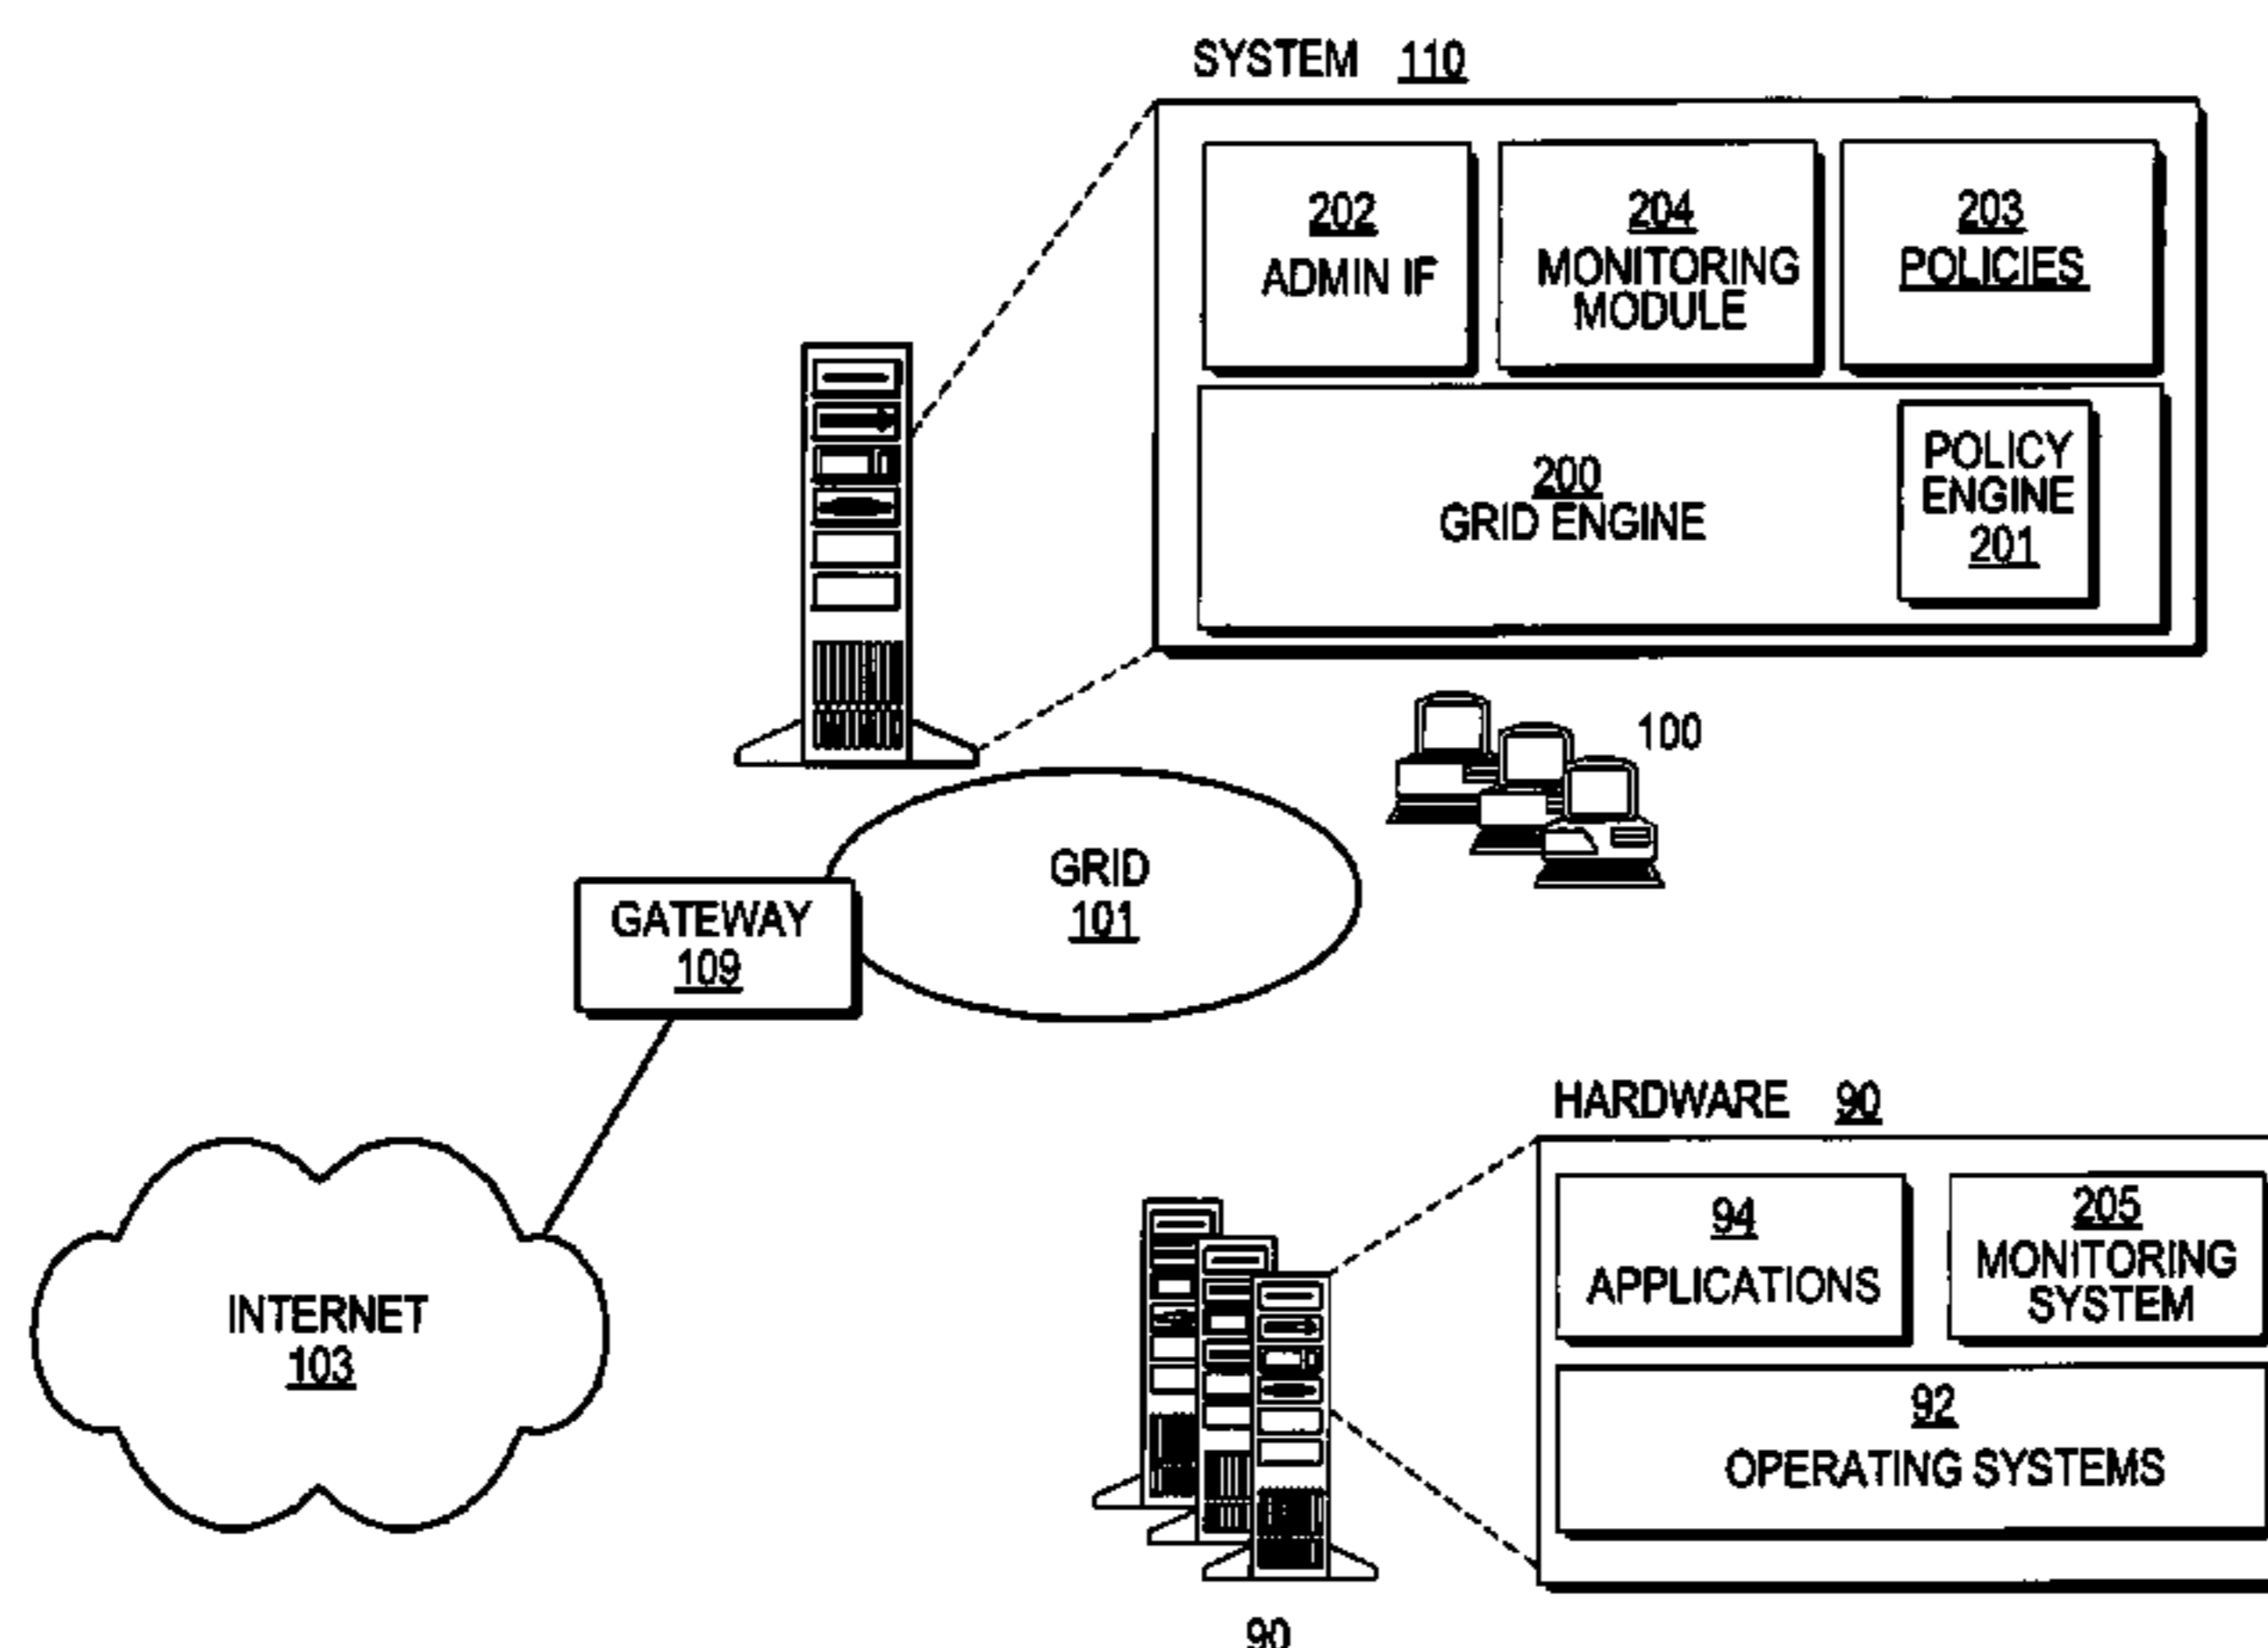 SYSTEM 110
202
ADMIN IF
204
MONITORING
MODULE
203
POLICIES
200
GRID ENGINE
POLICY
ENGINE
201
100
GRID
101
GATEWAY
109
INTERNET
103
HARDWARE 90
94
APPLICATIONS
205
MONITORING
SYSTEM
92
OPERATING SYSTEMS
90